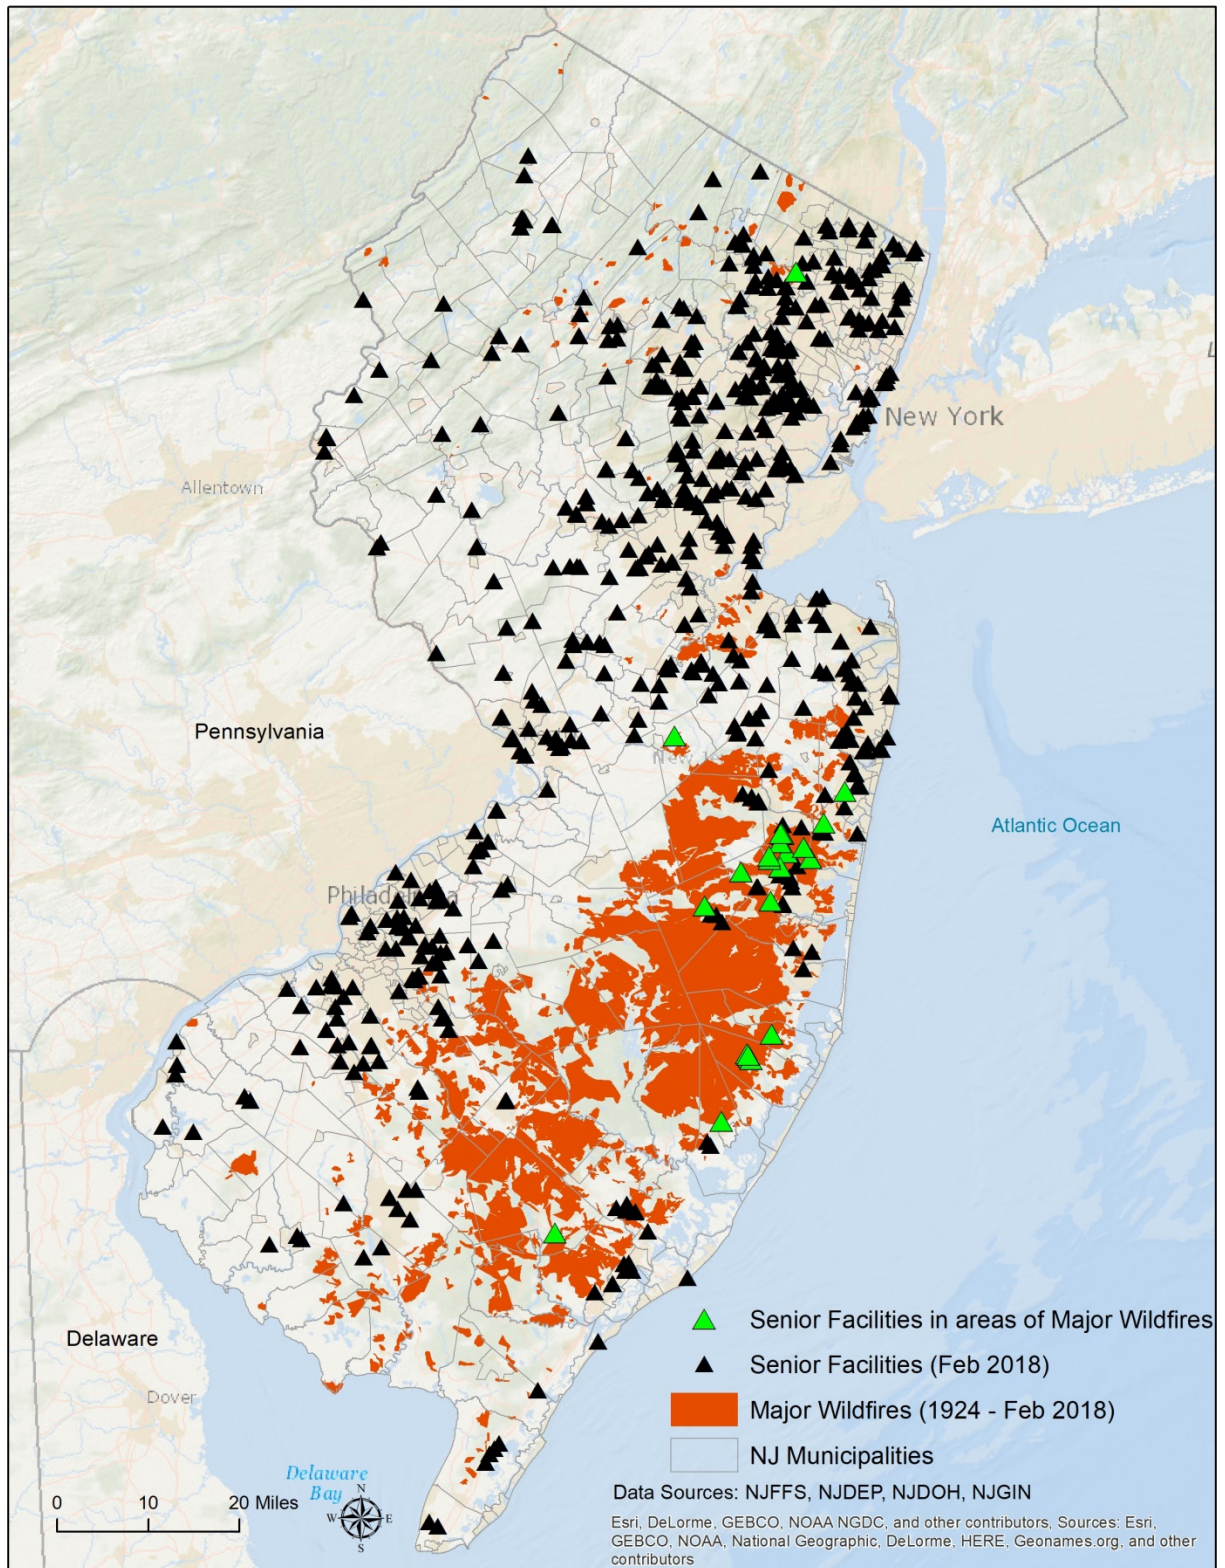 New York
Allentown
Pennsylvania
Atlantic Ocean
Philadelphia
Senior Facilities in areas of Major Wildfires
Delaware
Senior Facilities (Feb 2018)
Dover
Major Wildfires (1924 - Feb 2018)
NJ Municipalities
Delaware
Bay
N
W
E
S
0 10 20 Miles
Data Sources: NJFFS, NJDEP, NJDOH, NJGIN
Esri, DeLorme, GEBCO, NOAA NGDC, and other contributors, Sources: Esri,
GEBCO, NOAA, National Geographic, DeLorme, HERE, Geonames.org, and other
contributors